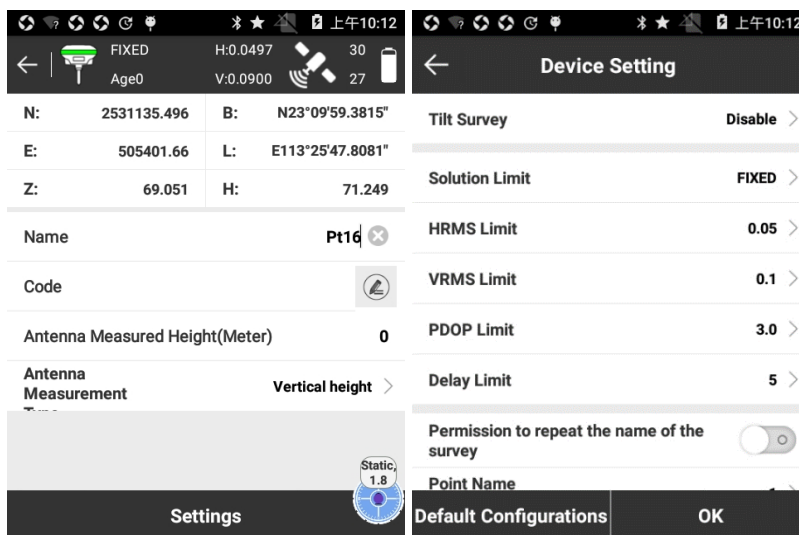 上午10:12
FIXED H:0.0497 30
Age0 V:0.0900 27
N: 2531135.496 B: N23°09'59.3815"
E: 505401.66 L: E113°25'47.8081"
Z: 69.051 H: 71.249
Name Pt16
Code
Antenna Measured Height(Meter) 0
Antenna
Measurement Vertical height
Static,
1.8
Settings
上午10:12
Device Setting
Tilt Survey Disable
Solution Limit FIXED
HRMS Limit 0.05
VRMS Limit 0.1
PDOP Limit 3.0
Delay Limit 5
Permission to repeat the name of the
survey
Point Name
Default Configurations OK